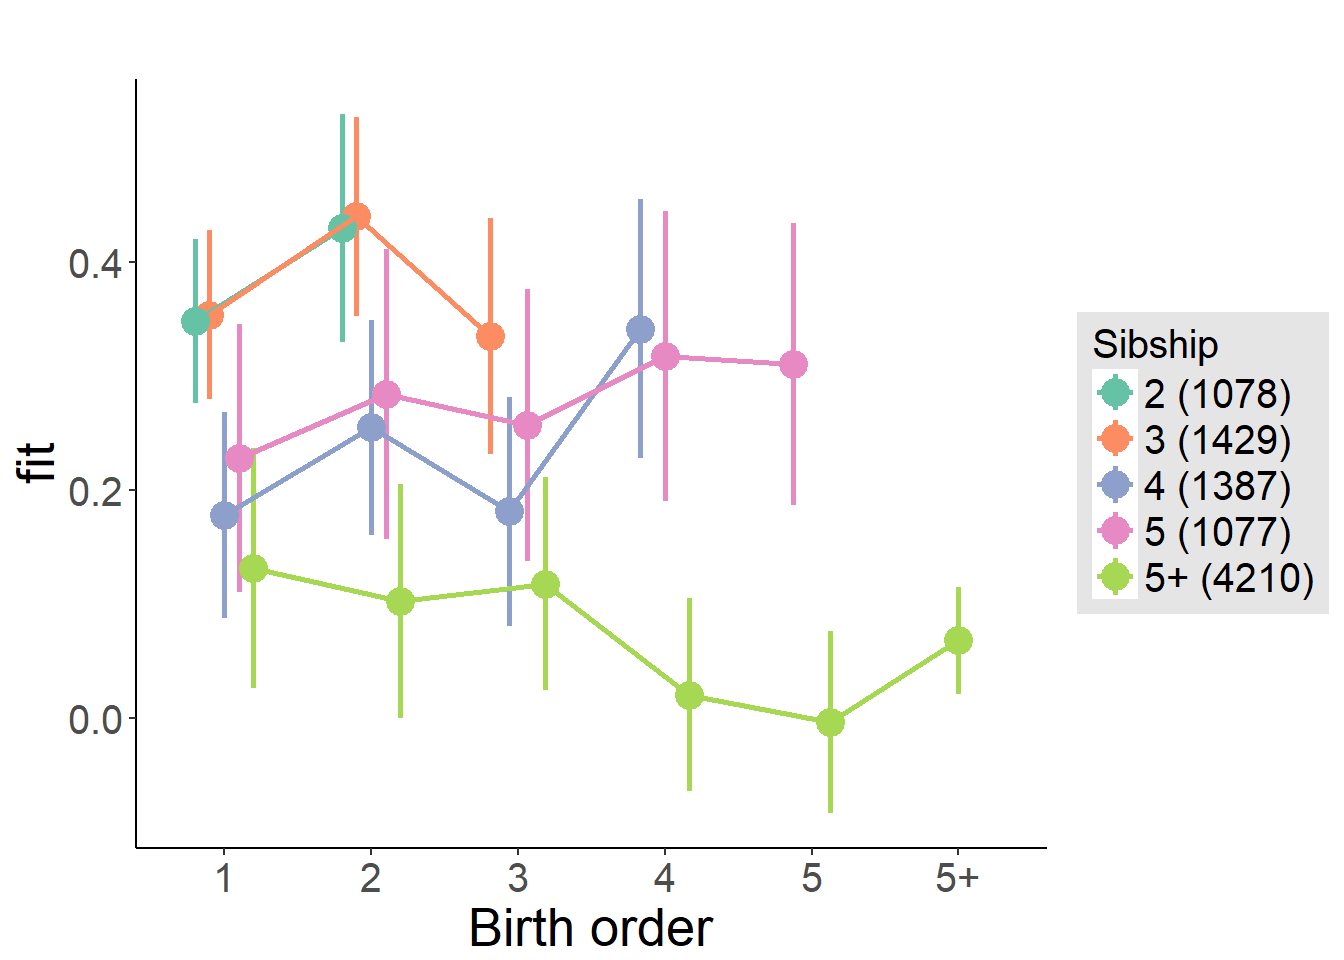 fit
0.4
0.2
0.0
1 2 3 4 5 5+
Birth order
Sibship
2 (1078)
3 (1429)
4 (1387)
5 (1077)
5+ (4210)